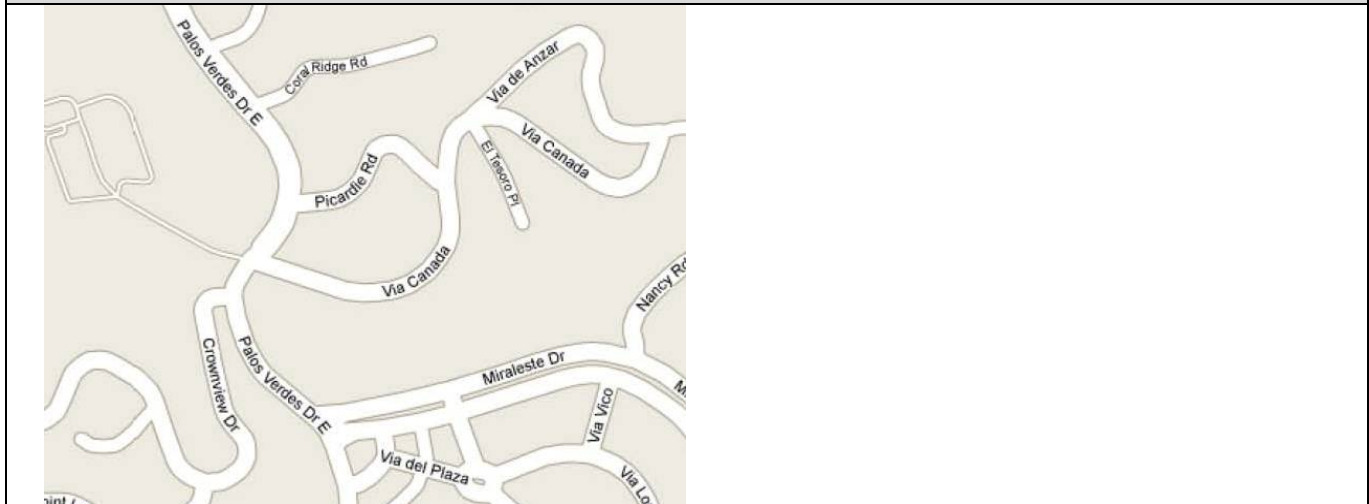 Palos Verdes Dr E
Coral Ridge Rd
Via de Anzar
Via Canada
El Tesoro Pl
Picardie Rd
Via Canada
Nancy Rd
Crownview Dr
Palos Verdes Dr E
Miraleste Dr
Via Vico
Via del Plaza